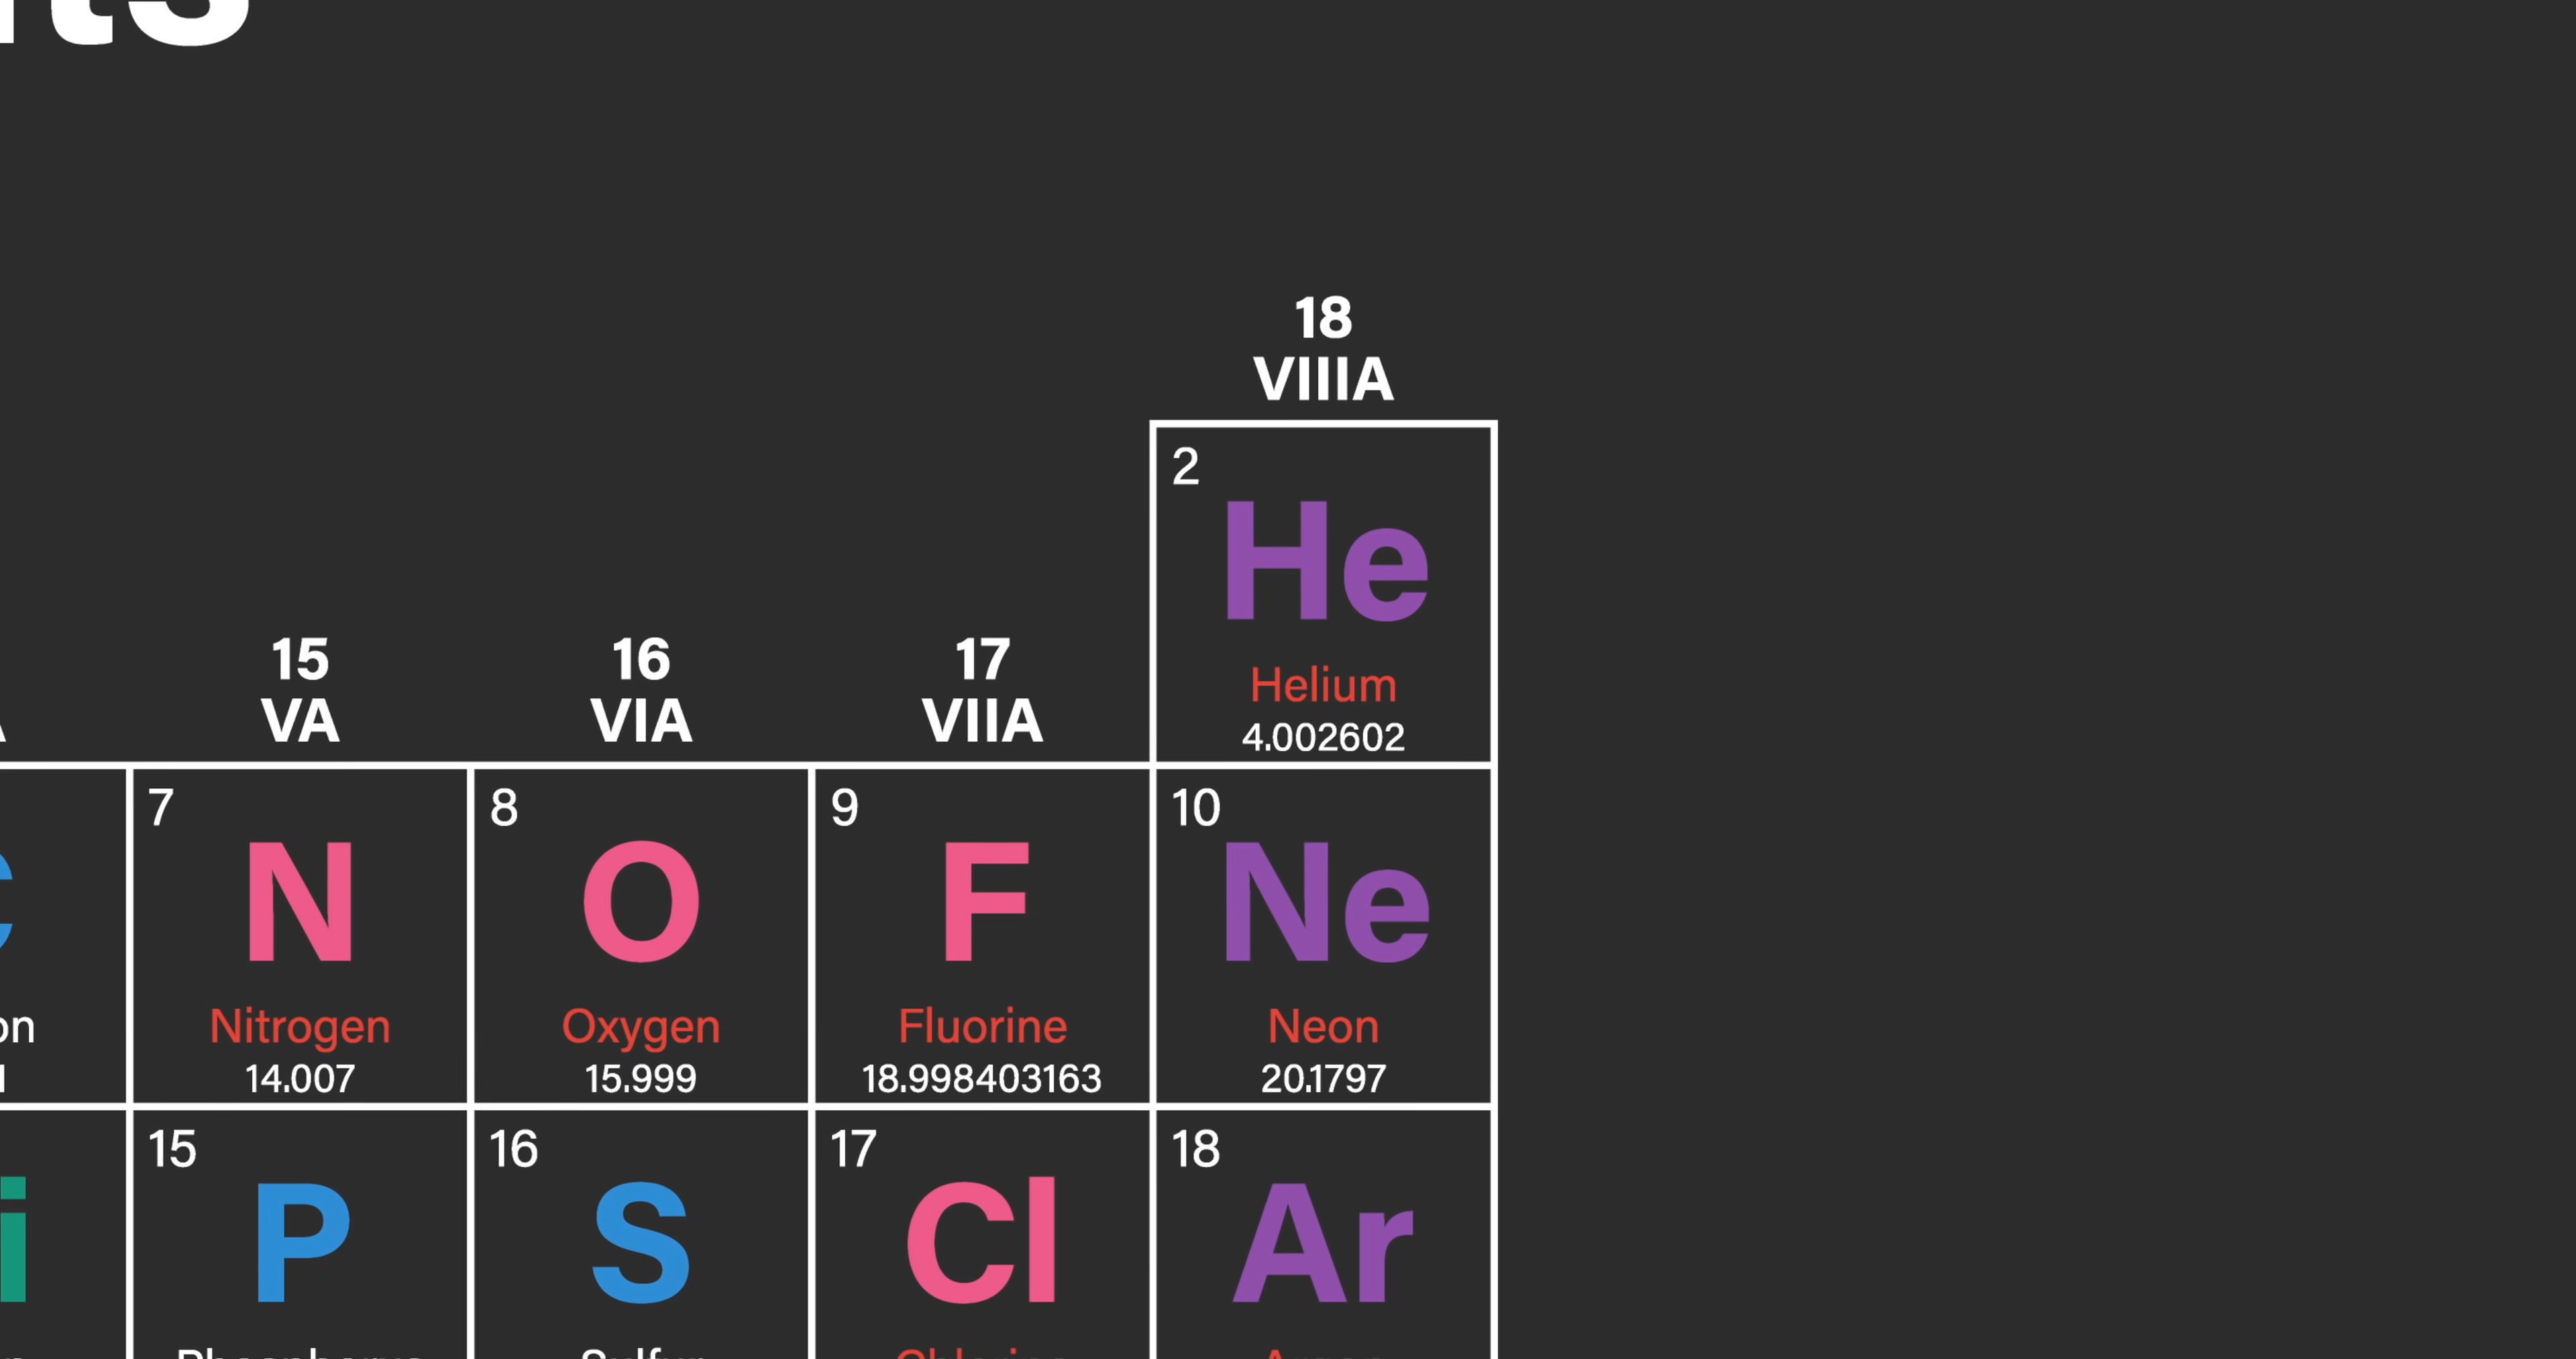 ts
18
VIIIA
2
He
Helium
4.002602
15 16 17
VA VIA VIIA
7 8 9 10
N O F Ne
Nitrogen Oxygen Fluorine Neon
14.007 15.999 18.998403163 20.1797
15 16 17 18
P S Cl Ar